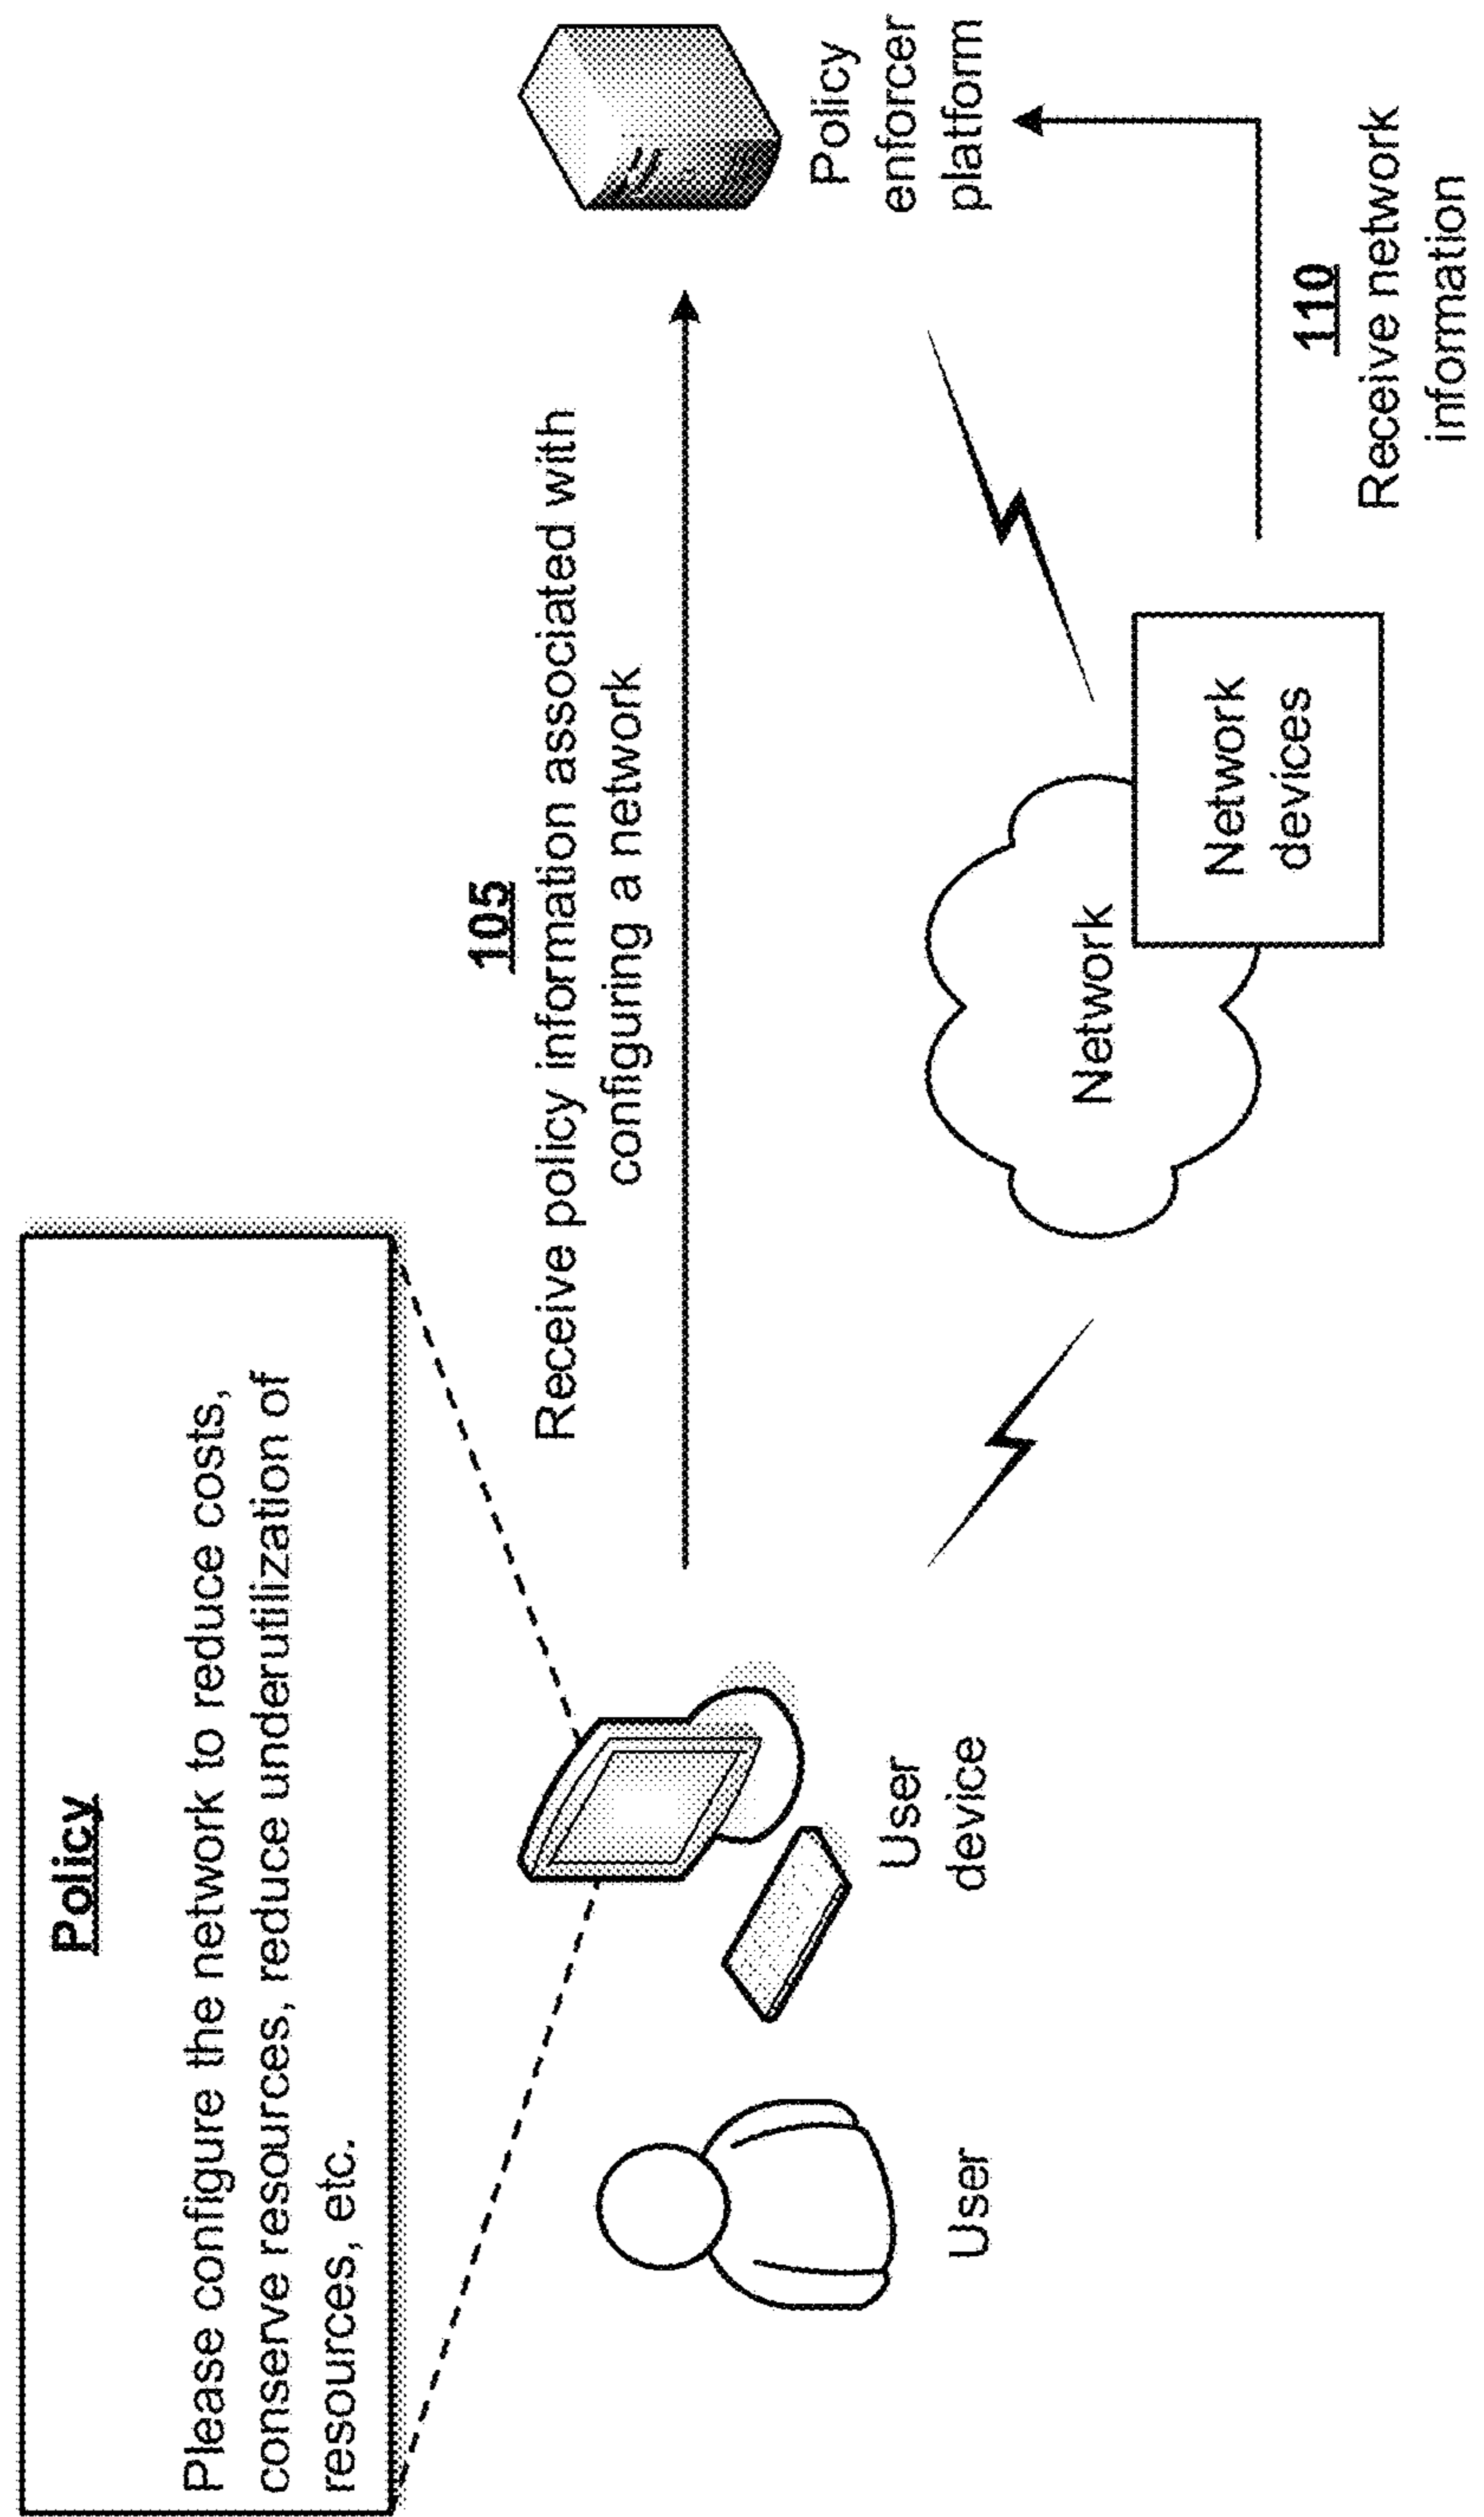 Policy
Please configure the network to reduce costs,
conserve resources, reduce underutilization of
resources, etc.
105
Receive policy information associated with
configuring a network
User
User
device
Network
Network
devices
Policy
enforcer
platform
110
Receive network
information